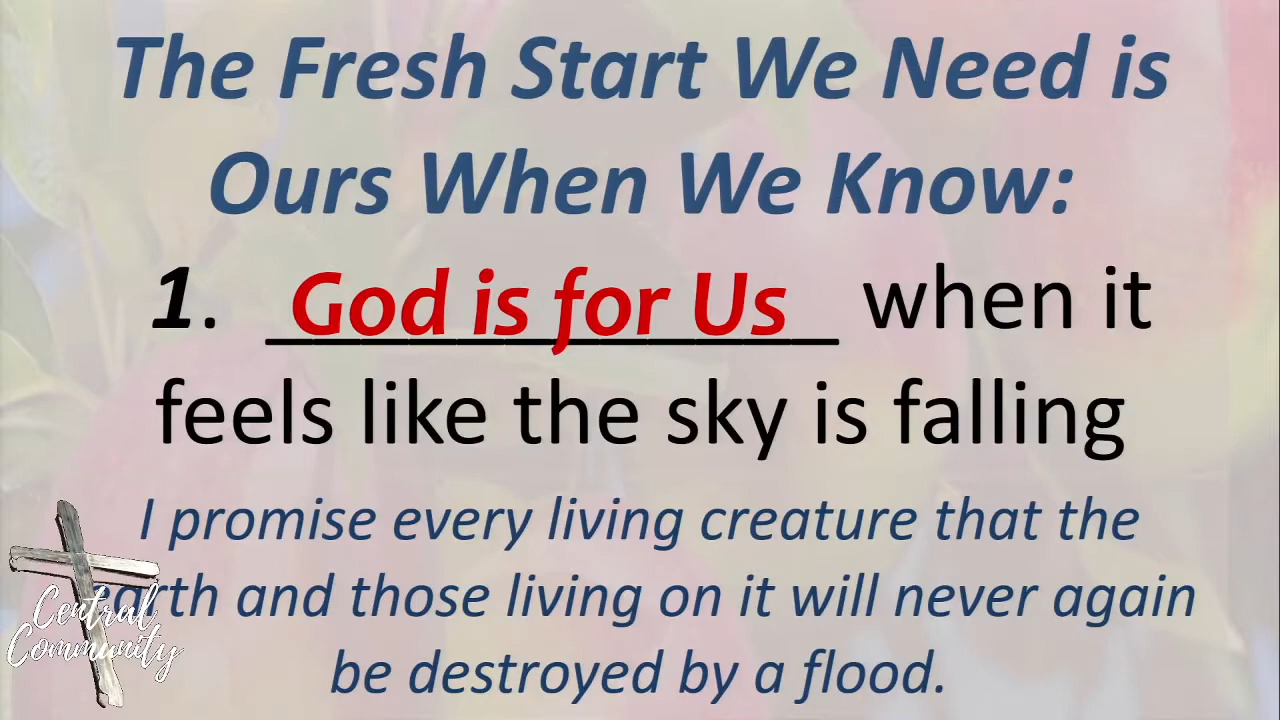 The Fresh Start We Need is
Ours When We Know:
1. God is for Us when it
feels like the sky is falling
I promise every living creature that the
earth and those living on it will never again
be destroyed by a flood.
Central
Community